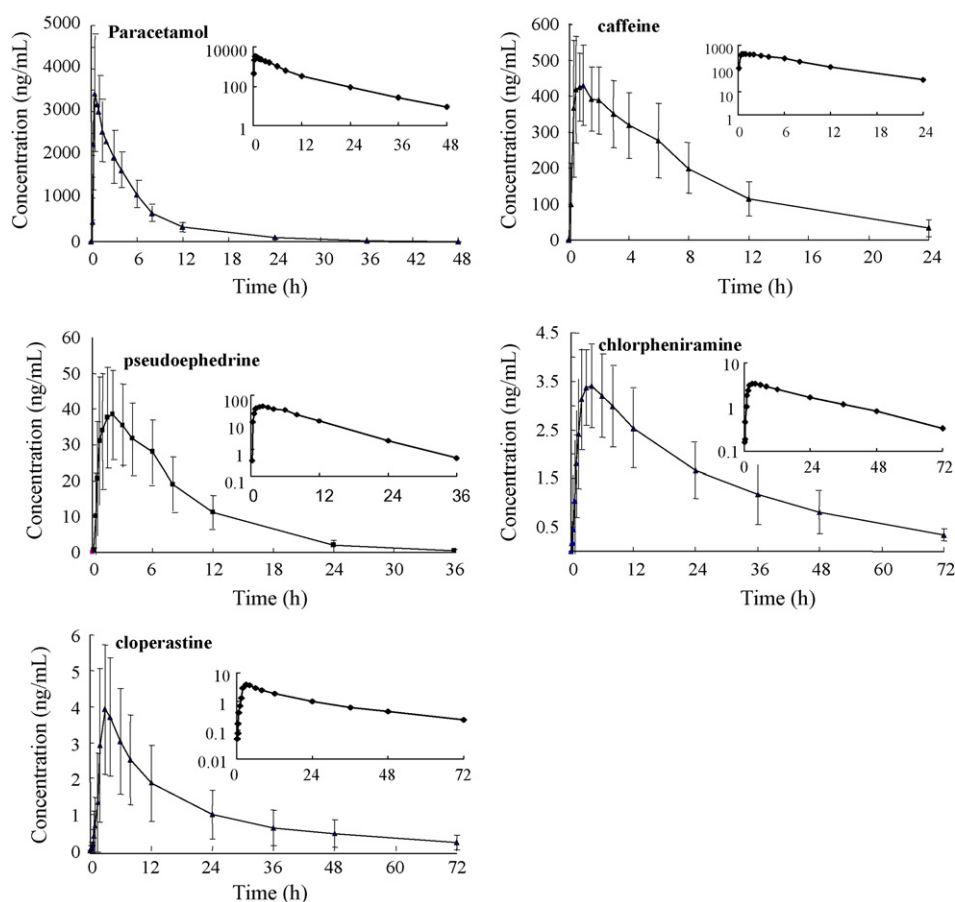 Paracetamol
Concentration (ng/mL)
5000
4000
3000
2000
1000
0
10000
100
1
0 12 24 36 48
0 6 12 18 24 30 36 42 48
Time (h)
caffeine
Concentration (ng/mL)
600
500
400
300
200
100
0
1000
100
10
1
0 6 12 18 24
0 4 8 12 16 20 24
Time (h)
pseudoephedrine
Concentration (ng/mL)
60
50
40
30
20
10
0
100
10
1
0.1
0 12 24 36
0 6 12 18 24 30 36
Time (h)
chlorpheniramine
Concentration (ng/mL)
4.5
3.5
2.5
1.5
0.5
10
1
0.1
0 24 48 72
0 12 24 36 48 60 72
Time (h)
cloperastine
Concentration (ng/mL)
6
5
4
3
2
1
0
10
1
0.1
0.01
0 24 48 72
0 12 24 36 48 60 72
Time (h)